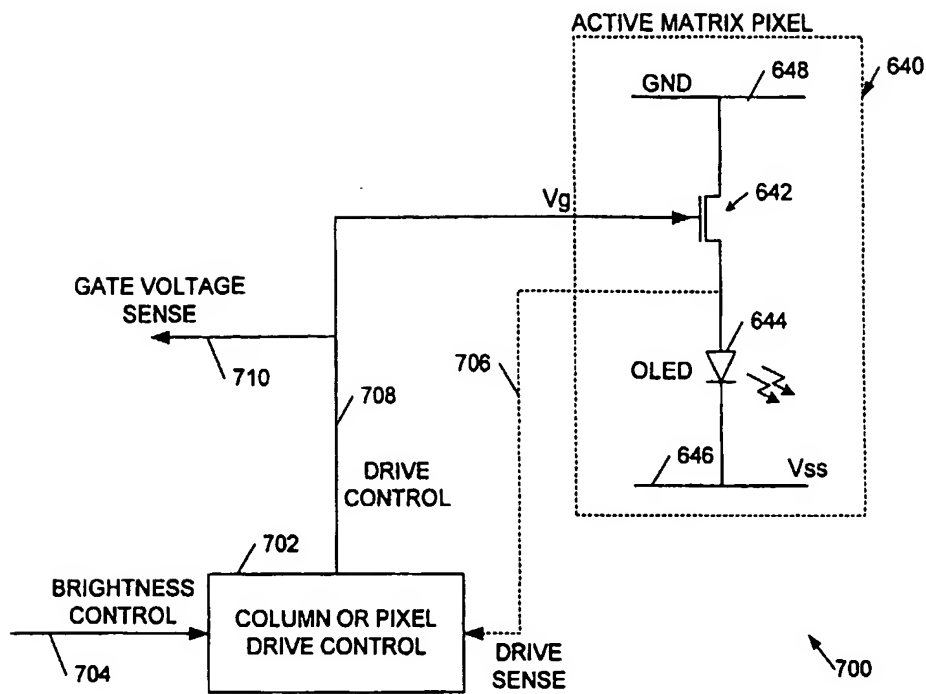 ACTIVE MATRIX PIXEL
640
648
GND
642
Vg
GATE VOLTAGE
SENSE
644
706
710
OLED
708
646
Vss
DRIVE
CONTROL
702
BRIGHTNESS
CONTROL
COLUMN OR PIXEL
DRIVE CONTROL
704
DRIVE
SENSE
700